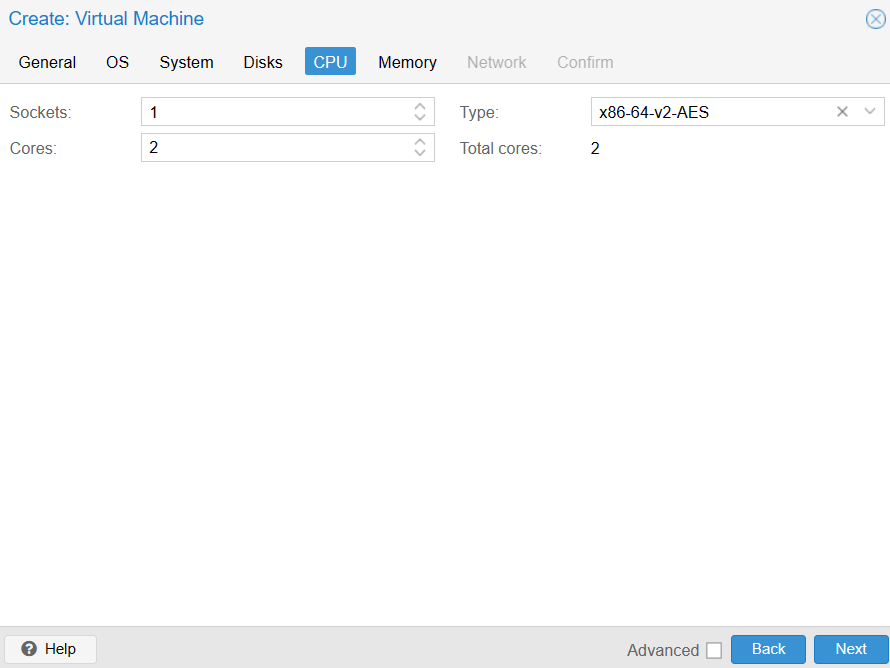 Create: Virtual Machine
General OS System Disks CPU Memory Network Confirm
Sockets: 1 Type: x86-64-v2-AES
Cores: 2 Total cores: 2
Help Advanced Back Next